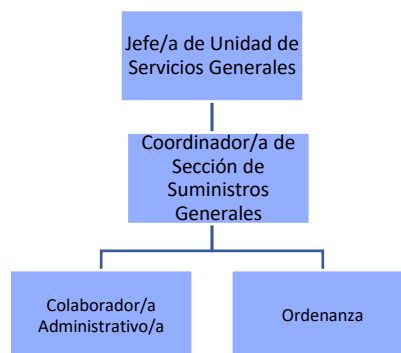 Jefe/a de Unidad de
Servicios Generales
Coordinador/a de
Sección de
Suministros
Generales
Colaborador/a
Administrativo/a
Ordenanza